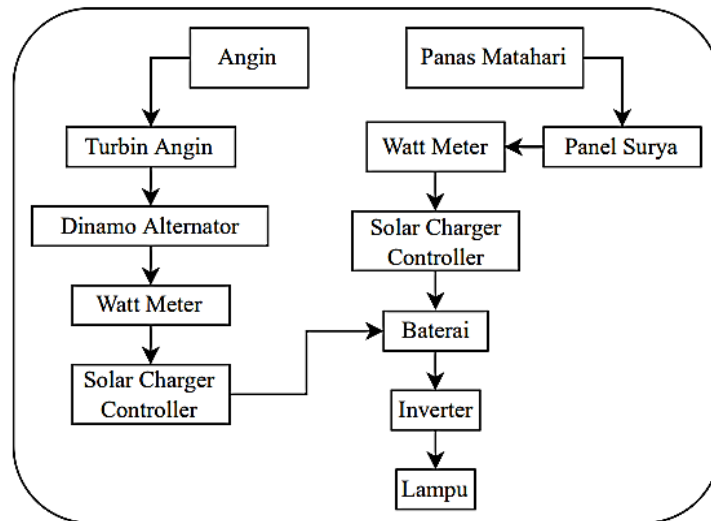 Angin
Panas Matahari
Turbin Angin
Watt Meter
Panel Surya
Dinamo Alternator
Solar Charger
Controller
Watt Meter
Baterai
Solar Charger
Controller
Inverter
Lampu